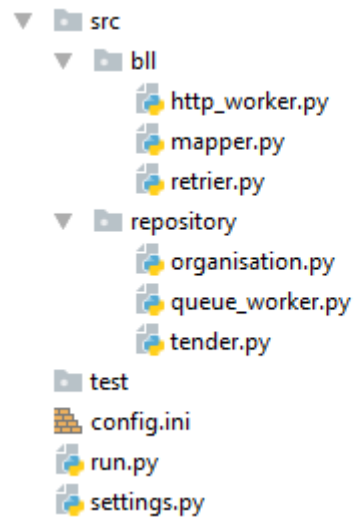 src
bll
http_worker.py
mapper.py
retrier.py
repository
organisation.py
queue_worker.py
tender.py
test
config.ini
run.py
settings.py